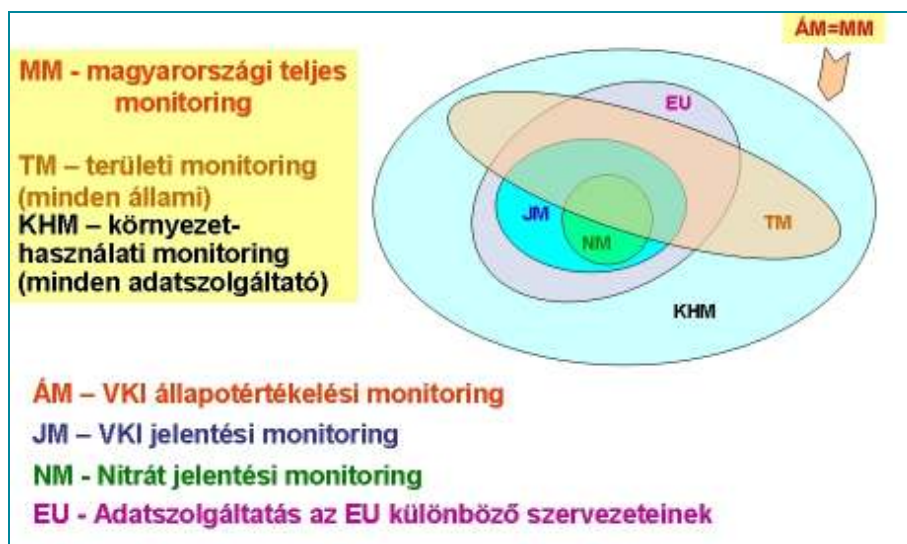 ÁM=MM
MM - magyarországi teljes
monitoring
TM – területi monitoring
(minden állami)
KHM – környezet-
használati monitoring
(minden adatszolgáltató)
EU
JM
NM
TM
KHM
ÁM – VKI állapotértékelési monitoring
JM – VKI jelentési monitoring
NM - Nitrát jelentési monitoring
EU - Adatszolgáltatás az EU különböző szervezeteinek